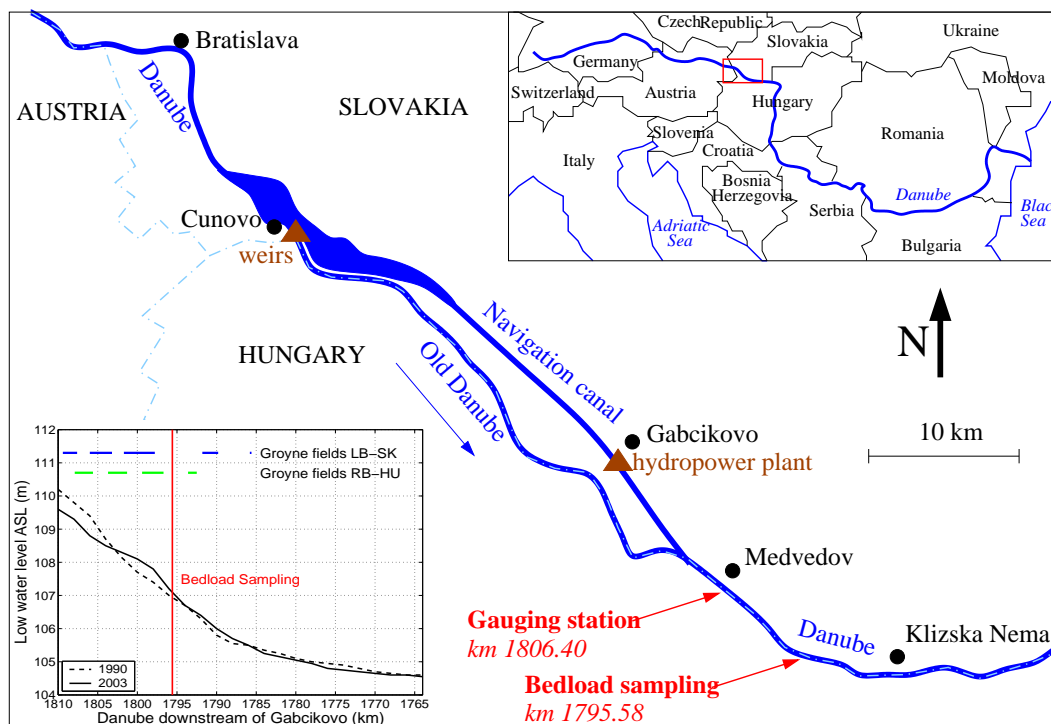 Bratislava
Danube
AUSTRIA
SLOVAKIA
Cunovo
weirs
HUNGARY
Old Danube
Navigation canal
Gabcikovo
hydropower plant
Medvedov
Gauging station
km 1806.40
Bedload sampling
km 1795.58
Danube
Klizska Nema
N
10 km
Czech Republic
Slovakia
Ukraine
Germany
Moldova
Switzerland
Austria
Hungary
Slovenia
Romania
Croatia
Italy
Bosnia
Herzegovia
Danube
Serbia
Adriatic
Sea
Black
Sea
Bulgaria
Low water level ASL (m)
112
111
110
109
108
107
106
105
104
Groyne fields LB-SK
Groyne fields RB-HU
Bedload Sampling
1990
2003
1810 1805 1800 1795 1790 1785 1780 1775 1770 1765
Danube downstream of Gabcikovo (km)